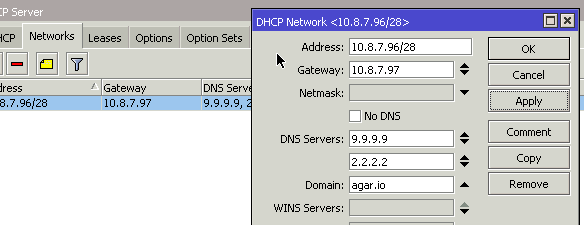 CP Server
DHCP Network <10.8.7.96/28>
HCP
Networks
Leases
Options
Option Sets
Address:
10.8.7.96/28
OK
Gateway:
10.8.7.97
Cancel
Netmask:
Apply
No DNS
DNS Servers:
9.9.9.9
Comment
2.2.2.2
Copy
Domain:
agar.io
Remove
WINS Servers:
dress
Gateway
DNS Serve
.8.7.96/28
10.8.7.97
9.9.9.9, 2